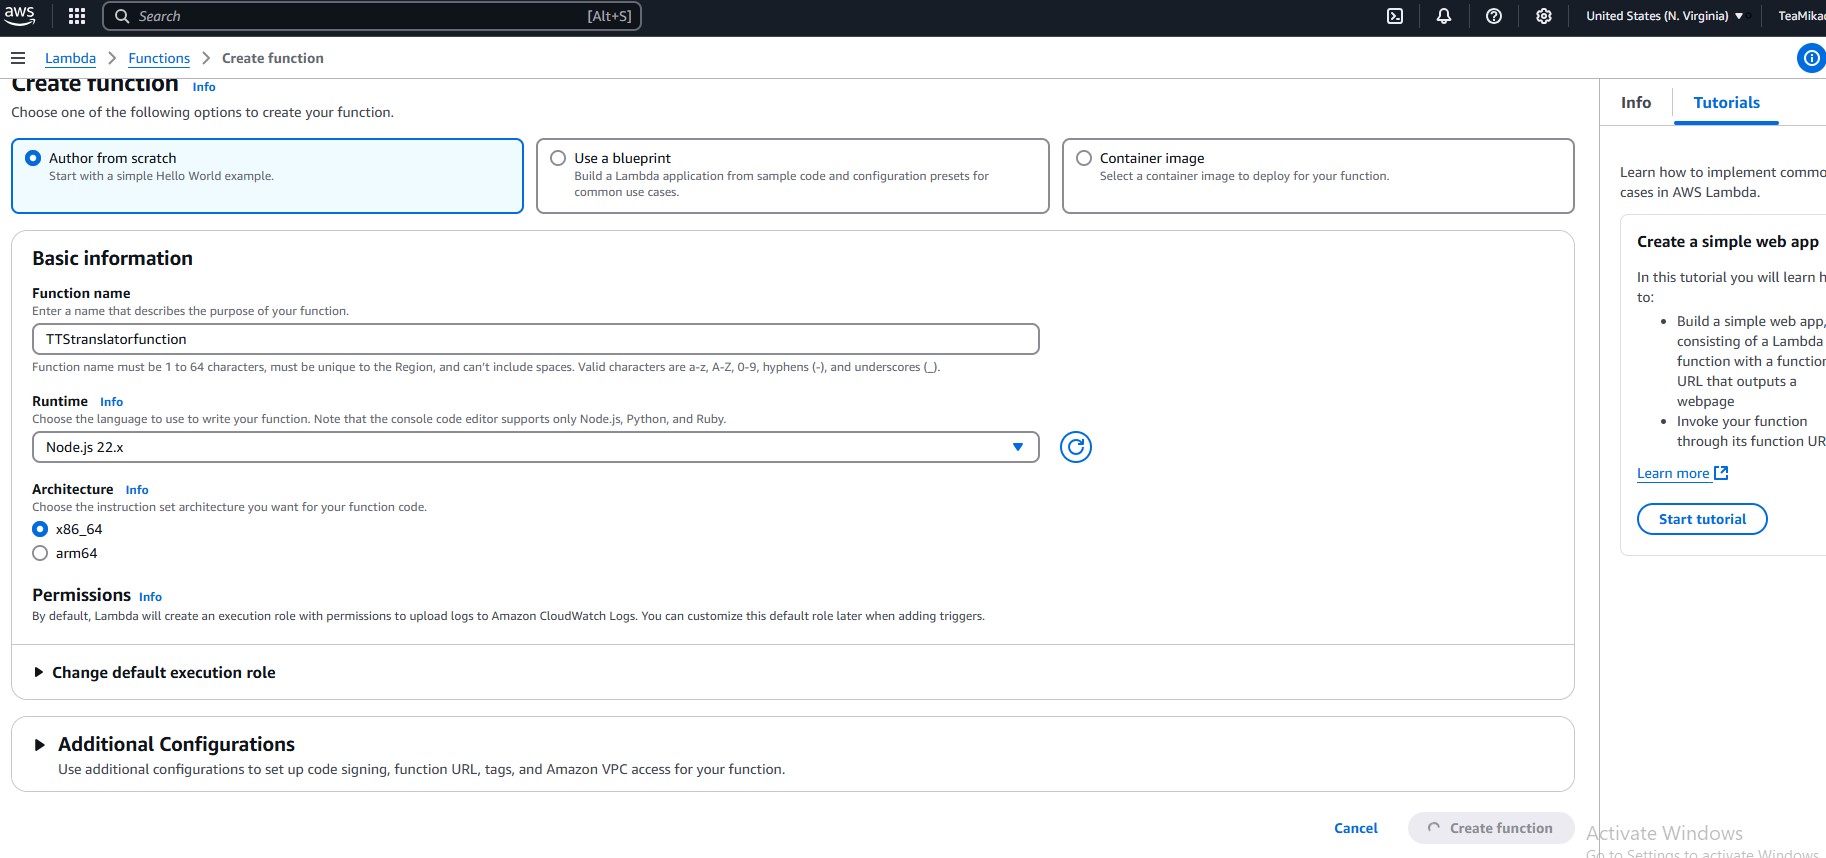 aws
Search
[Alt+S]
United States (N. Virginia)
TeaMika
Lambda
Functions
Create function
Create function
Info
Choose one of the following options to create your function.
Author from scratch
Start with a simple Hello World example.
Use a blueprint
Build a Lambda application from sample code and configuration presets for
common use cases.
Container image
Select a container image to deploy for your function.
Basic information
Function name
Enter a name that describes the purpose of your function.
TTStranslatorfunction
Function name must be 1 to 64 characters, must be unique to the Region, and can't include spaces. Valid characters are a-z, A-Z, 0-9, hyphens (-), and underscores (_).
Runtime Info
Choose the language to use to write your function. Note that the console code editor supports only Node.js, Python, and Ruby.
Node.js 22.x
Architecture Info
Choose the instruction set architecture you want for your function code.
x86_64
arm64
Permissions Info
By default, Lambda will create an execution role with permissions to upload logs to Amazon CloudWatch Logs. You can customize this default role later when adding triggers.
Change default execution role
Additional Configurations
Use additional configurations to set up code signing, function URL, tags, and Amazon VPC access for your function.
Cancel
Create function
Info
Tutorials
Learn how to implement commo
cases in AWS Lambda.
Create a simple web app
In this tutorial you will learn h
to:
• Build a simple web app,
consisting of a Lambda
function with a function
URL that outputs a
webpage
• Invoke your function
through its function UR
Learn more
Start tutorial
Activate Windows
Go to Settings to activate Windows.